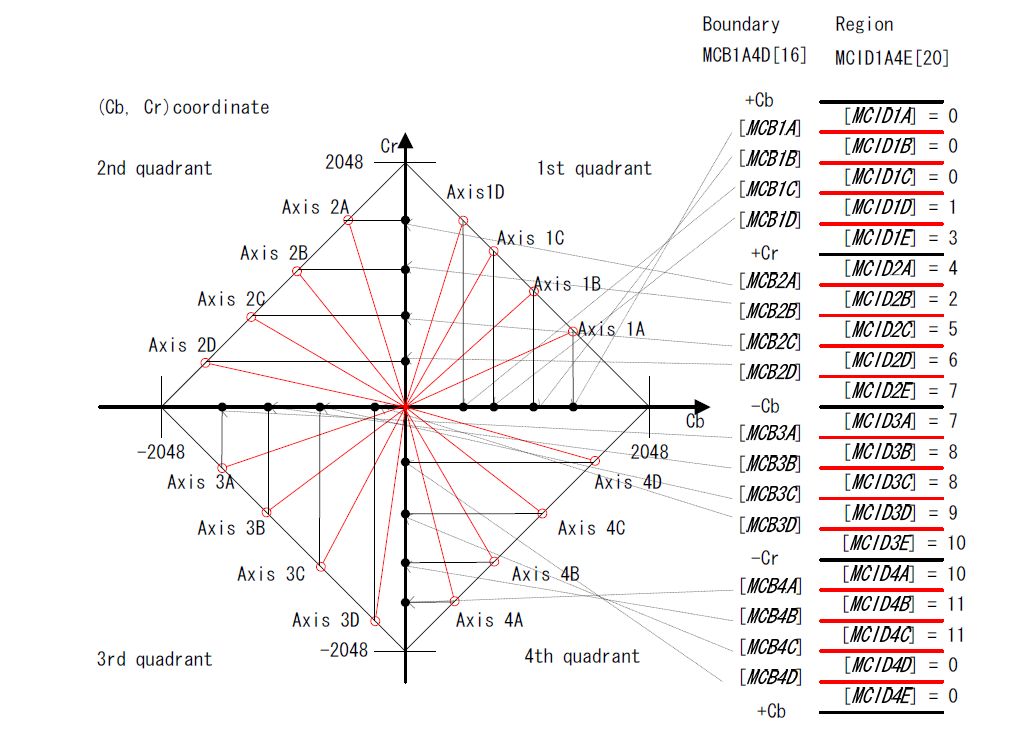 Boundary
Region
MCB1A4D[16]
MCID1A4E[20]
(Cb, Cr)coordinate
2nd quadrant
1st quadrant
3rd quadrant
4th quadrant
Cr
2048
Cb
2048
-2048
-2048
Axis1D
Axis 1C
Axis 1B
Axis 1A
Axis 2A
Axis 2B
Axis 2C
Axis 2D
Axis 3A
Axis 3B
Axis 3C
Axis 3D
Axis 4D
Axis 4C
Axis 4B
Axis 4A
+Cb
[MCB1A]
[MCB1B]
[MCB1C]
[MCB1D]
+Cr
[MCB2A]
[MCB2B]
[MCB2C]
[MCB2D]
-Cb
[MCB3A]
[MCB3B]
[MCB3C]
[MCB3D]
-Cr
[MCB4A]
[MCB4B]
[MCB4C]
[MCB4D]
+Cb
[MCID1A] = 0
[MCID1B] = 0
[MCID1C] = 0
[MCID1D] = 1
[MCID1E] = 3
[MCID2A] = 4
[MCID2B] = 2
[MCID2C] = 5
[MCID2D] = 6
[MCID2E] = 7
[MCID3A] = 7
[MCID3B] = 8
[MCID3C] = 8
[MCID3D] = 9
[MCID3E] = 10
[MCID4A] = 10
[MCID4B] = 11
[MCID4C] = 11
[MCID4D] = 0
[MCID4E] = 0